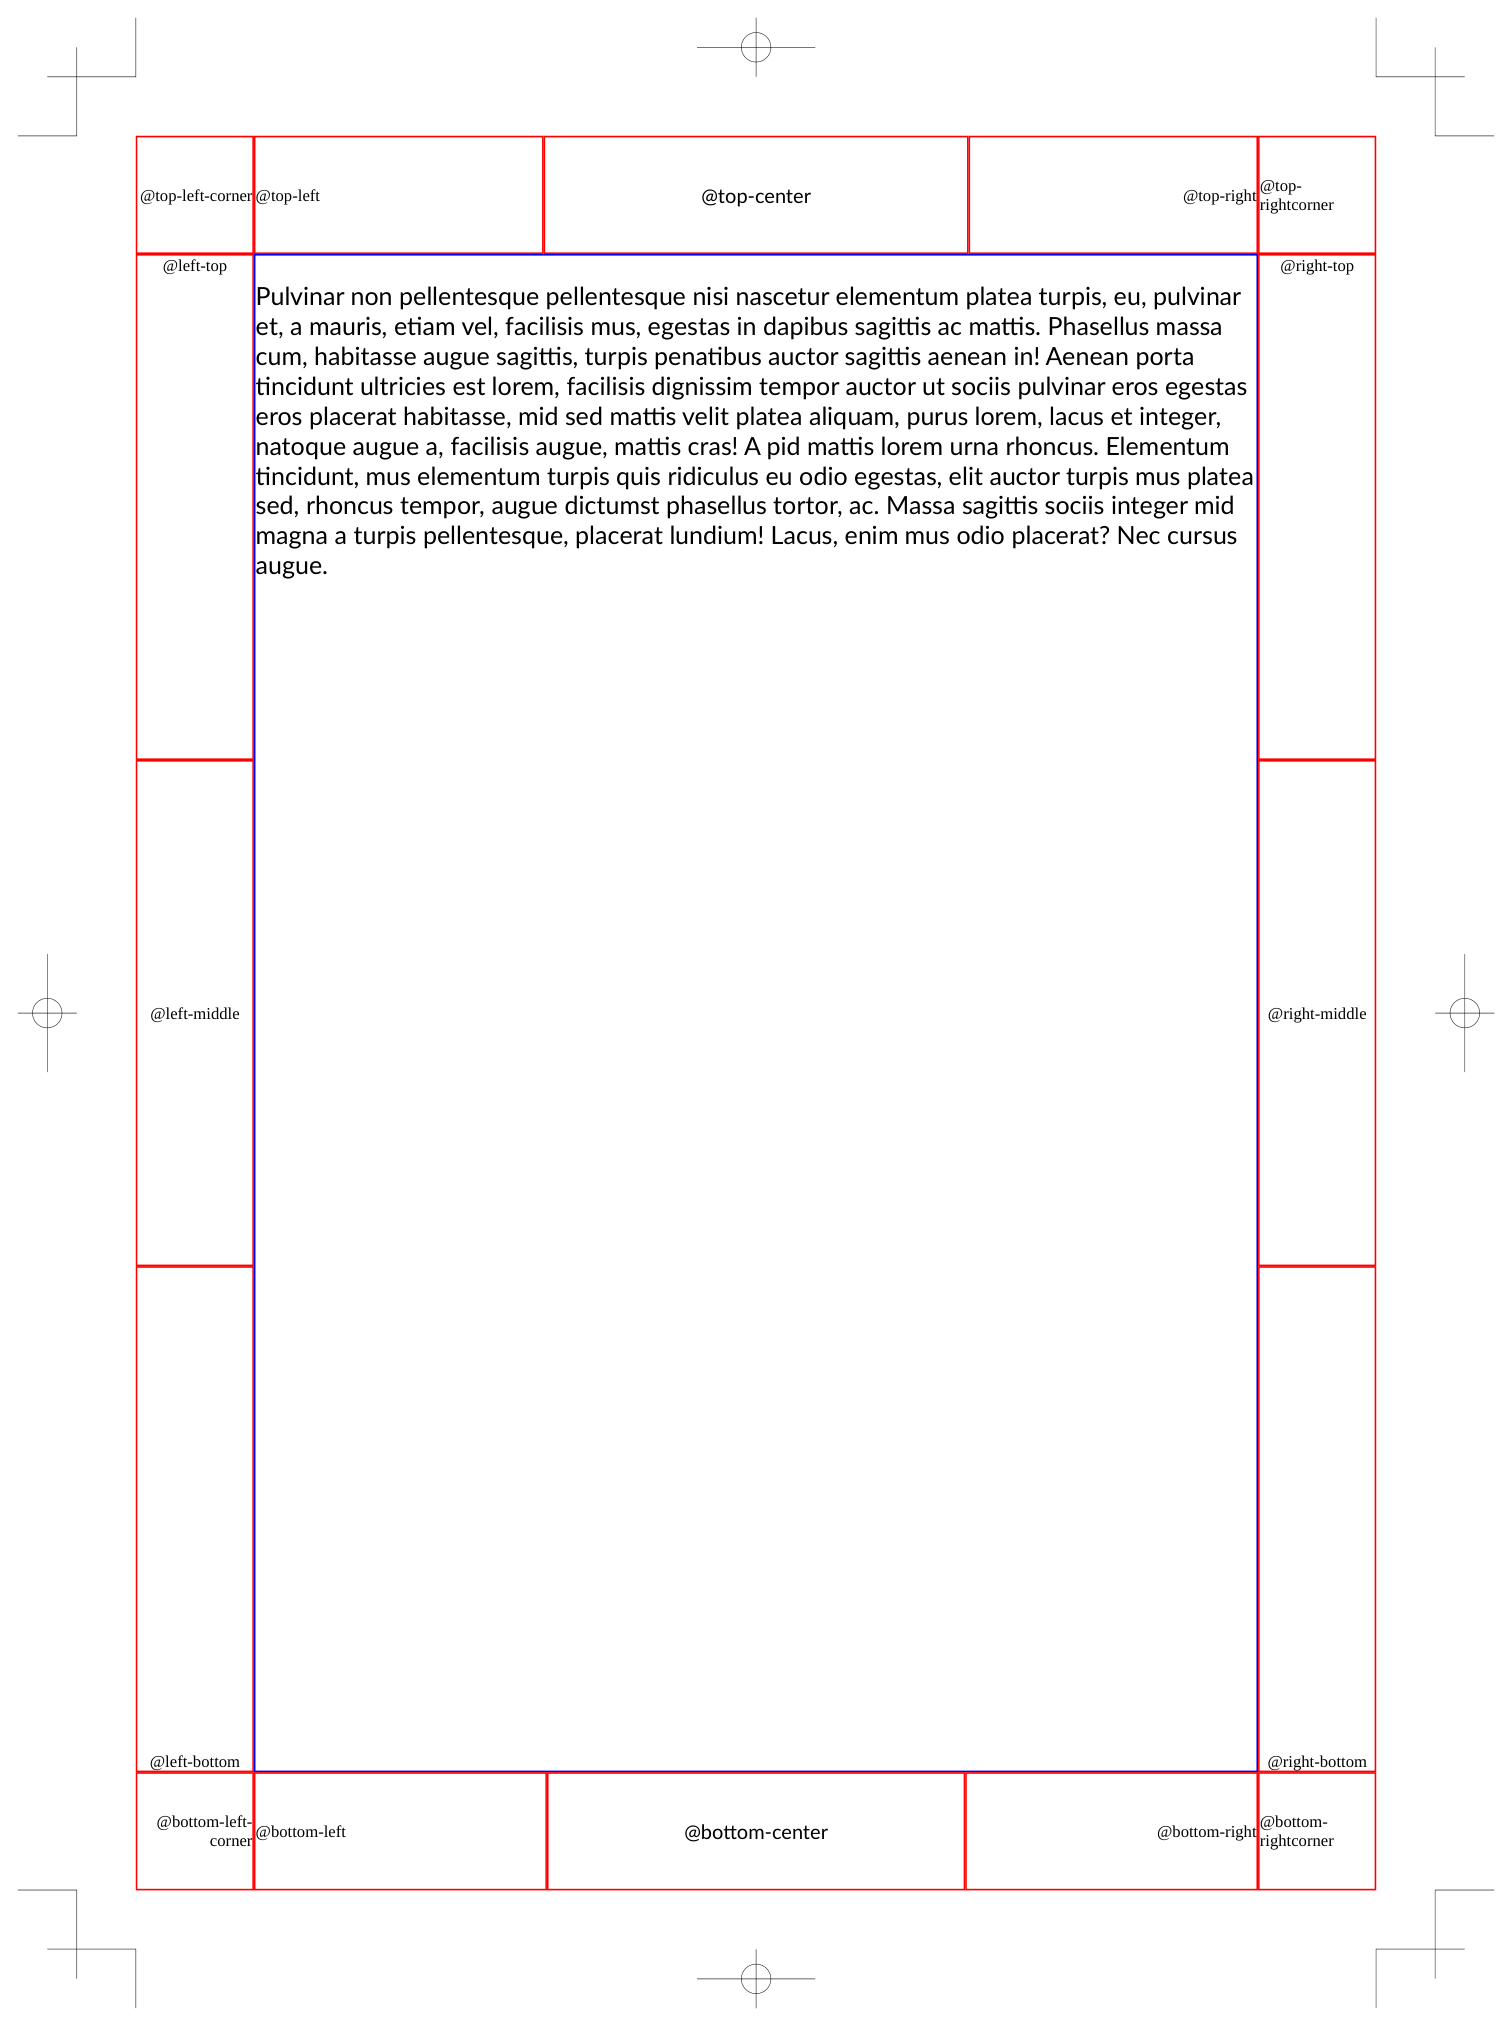 @top-left-corner
@top-left
@top-center
@top-right
@top-
rightcorner
@left-top
@right-top
Pulvinar non pellentesque pellentesque nisi nascetur elementum platea turpis, eu, pulvinar
et, a mauris, etiam vel, facilisis mus, egestas in dapibus sagittis ac mattis. Phasellus massa
cum, habitasse augue sagittis, turpis penatibus auctor sagittis aenean in! Aenean porta
tincidunt ultricies est lorem, facilisis dignissim tempor auctor ut sociis pulvinar eros egestas
eros placerat habitasse, mid sed mattis velit platea aliquam, purus lorem, lacus et integer,
natoque augue a, facilisis augue, mattis cras! A pid mattis lorem urna rhoncus. Elementum
tincidunt, mus elementum turpis quis ridiculus eu odio egestas, elit auctor turpis mus platea
sed, rhoncus tempor, augue dictumst phasellus tortor, ac. Massa sagittis sociis integer mid
magna a turpis pellentesque, placerat lundium! Lacus, enim mus odio placerat? Nec cursus
augue.
@left-middle
@right-middle
@left-bottom
@right-bottom
@bottom-left-
corner
@bottom-left
@bottom-center
@bottom-right
@bottom-
rightcorner